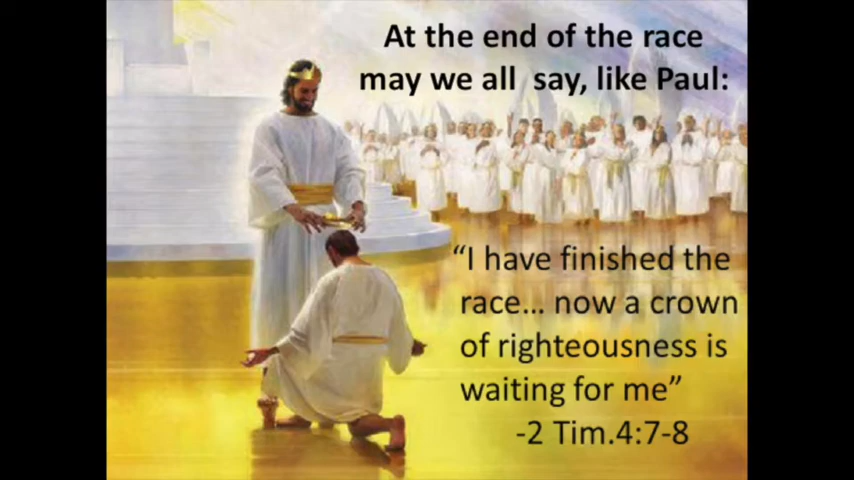 At the end of the race
may we all say, like Paul:
“I have finished the
race... now a crown
of righteousness is
waiting for me”
-2 Tim.4:7-8